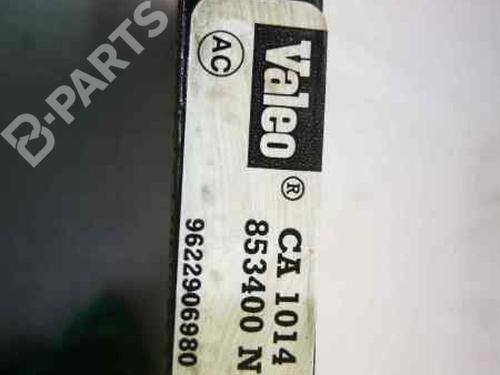 Valeo ®
AC
CA 1014
853400 N
9622906980
B-PARTS